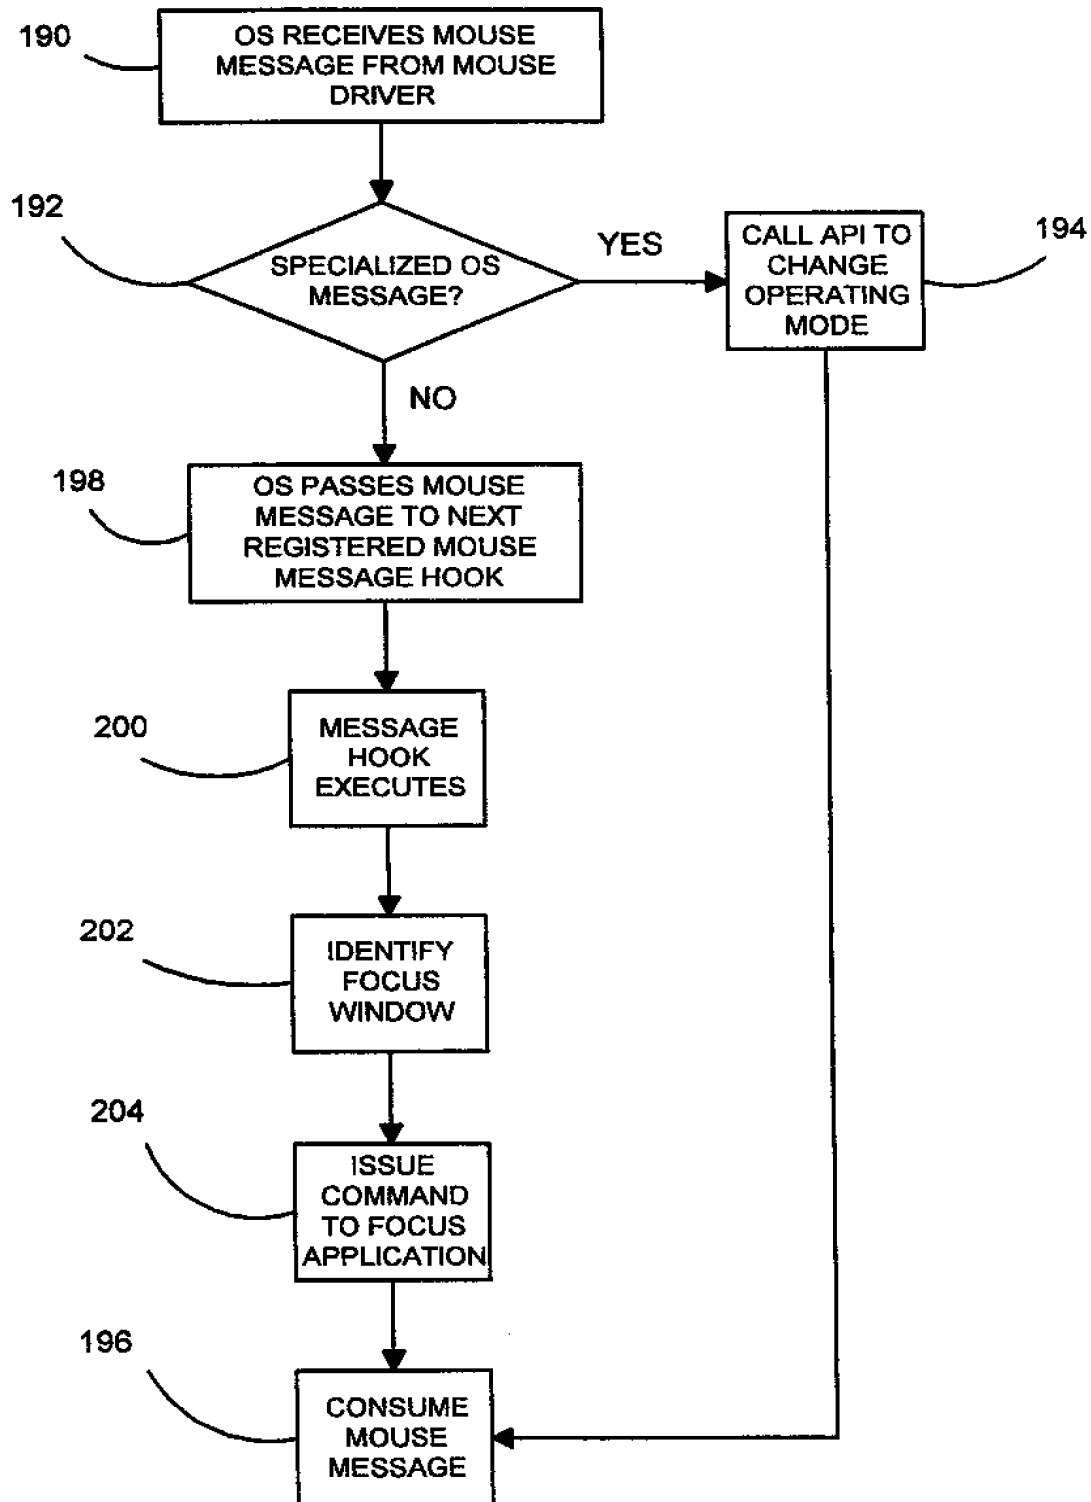 190
OS RECEIVES MOUSE
MESSAGE FROM MOUSE
DRIVER
192
SPECIALIZED OS
MESSAGE?
YES
CALL API TO
CHANGE
OPERATING
MODE
194
NO
198
OS PASSES MOUSE
MESSAGE TO NEXT
REGISTERED MOUSE
MESSAGE HOOK
200
MESSAGE
HOOK
EXECUTES
202
IDENTIFY
FOCUS
WINDOW
204
ISSUE
COMMAND
TO FOCUS
APPLICATION
196
CONSUME
MOUSE
MESSAGE